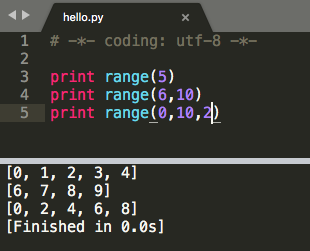 hello.py ×
1 # -*- coding: utf-8 -*-
2
3 print range(5)
4 print range(6,10)
5 print range(0,10,2)
[0, 1, 2, 3, 4]
[6, 7, 8, 9]
[0, 2, 4, 6, 8]
[Finished in 0.0s]